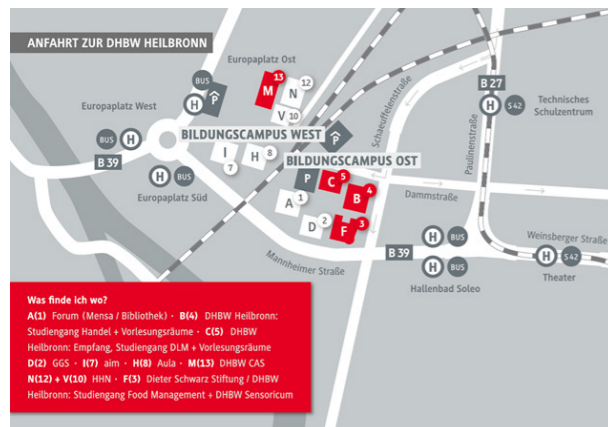 ANFAHRT ZUR DHBW HEILBRONN
Europaplatz Ost
13
M
12
N
V
10
BUS
H
P
Europaplatz West
BUS
H
B 39
BILDUNGSCAMPUS WEST
I
7
H
8
P
BUS
H
Europaplatz Süd
BILDUNGSCAMPUS OST
P
C
5
B
4
A
1
D
2
F
3
Schaeuffelenstraße
Paulinenstraße
B 27
H
S 42
Technisches
Schulzentrum
Dammstraße
Mannheimer Straße
B 39
H
BUS
H
BUS
Hallenbad Soleo
Weinsberger Straße
H
S 42
Theater
Was finde ich wo?
A(1) Forum (Mensa / Bibliothek) · B(4) DHBW Heilbronn:
Studiengang Handel + Vorlesungsräume · C(5) DHBW
Heilbronn: Empfang, Studiengang DLM + Vorlesungsräume
D(2) GGS · I(7) aim · H(8) Aula · M(13) DHBW CAS
N(12) + V(10) HHN · F(3) Dieter Schwarz Stiftung / DHBW
Heilbronn: Studiengang Food Management + DHBW Sensoricum